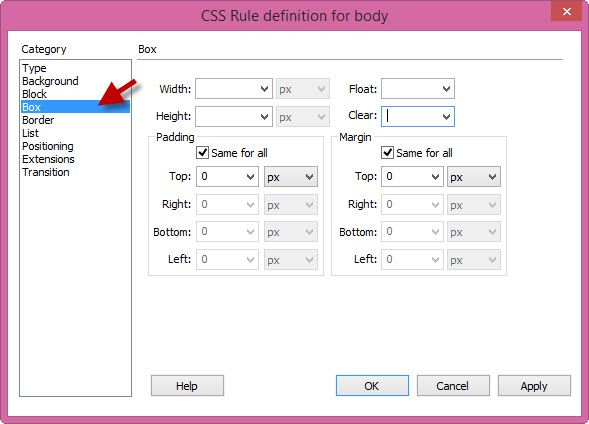 CSS Rule definition for body
Category
Box
Type
Background
Block
Box
Border
List
Positioning
Extensions
Transition
Width: px Float:
Height: px Clear:
Padding Margin
Same for all Same for all
Top: 0 px Top: 0 px
Right: 0 px Right: 0 px
Bottom: 0 px Bottom: 0 px
Left: 0 px Left: 0 px
Help OK Cancel Apply